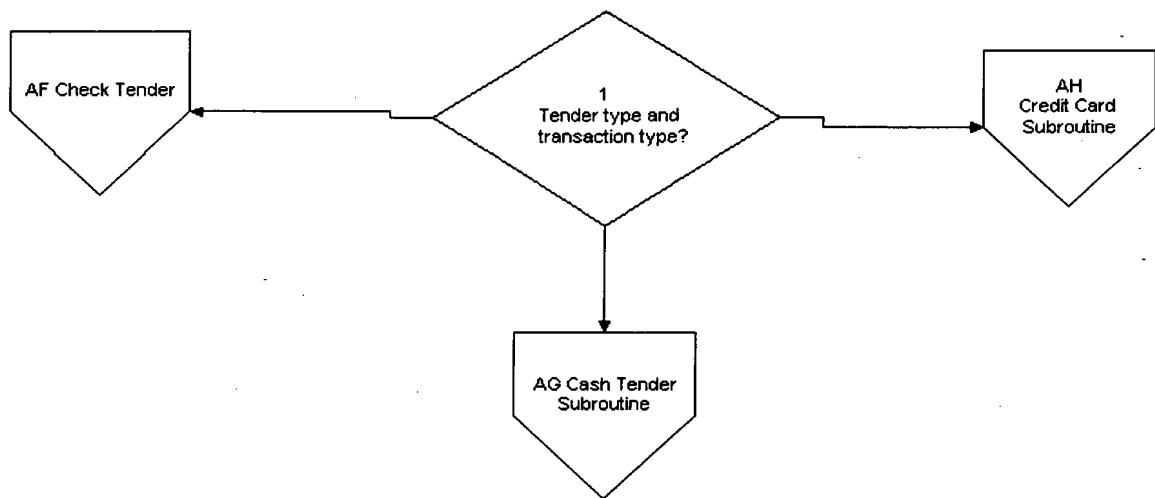 AF Check Tender
1
Tender type and
transaction type?
AH
Credit Card
Subroutine
AG Cash Tender
Subroutine